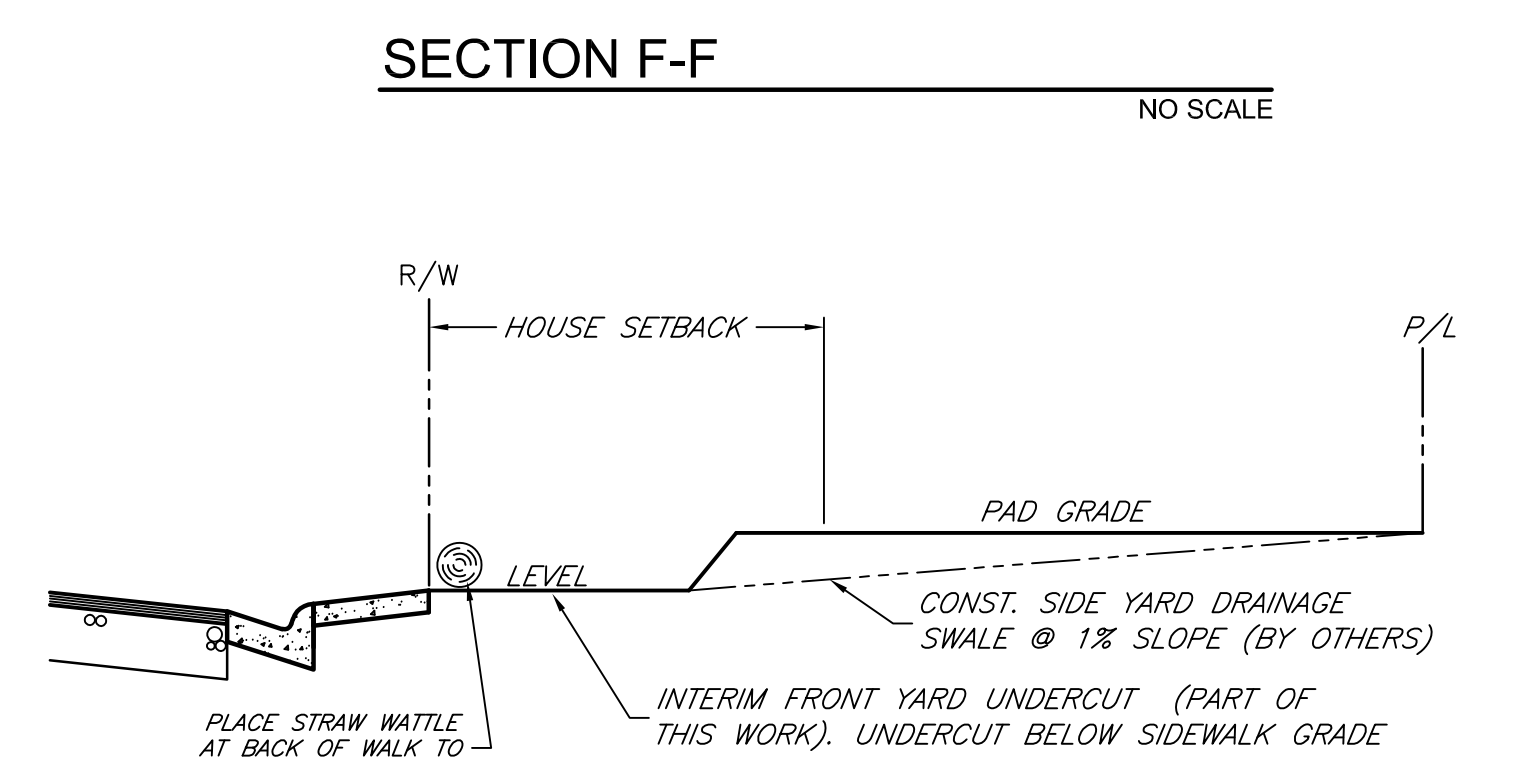 SECTION F-F
NO SCALE
R/W
HOUSE SETBACK
P/L
PAD GRADE
LEVEL
CONST. SIDE YARD DRAINAGE
SWALE @ 1% SLOPE (BY OTHERS)
INTERIM FRONT YARD UNDERCUT (PART OF
THIS WORK). UNDERCUT BELOW SIDEWALK GRADE
PLACE STRAW WATTLE
AT BACK OF WALK TO